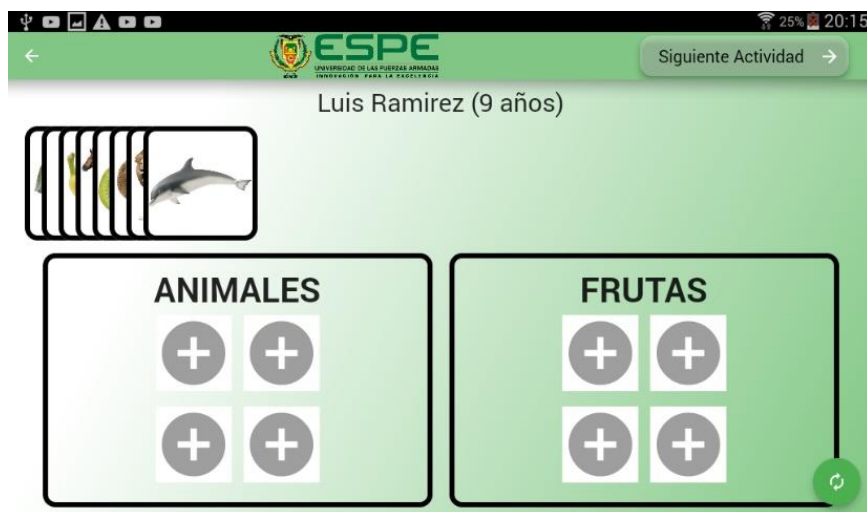 25% 20:15
ESPE
UNIVERSIDAD DE LAS FUERZAS ARMADAS
INNOVACIÓN PARA LA EXCELENCIA
Siguiente Actividad
Luis Ramirez (9 años)
ANIMALES
FRUTAS